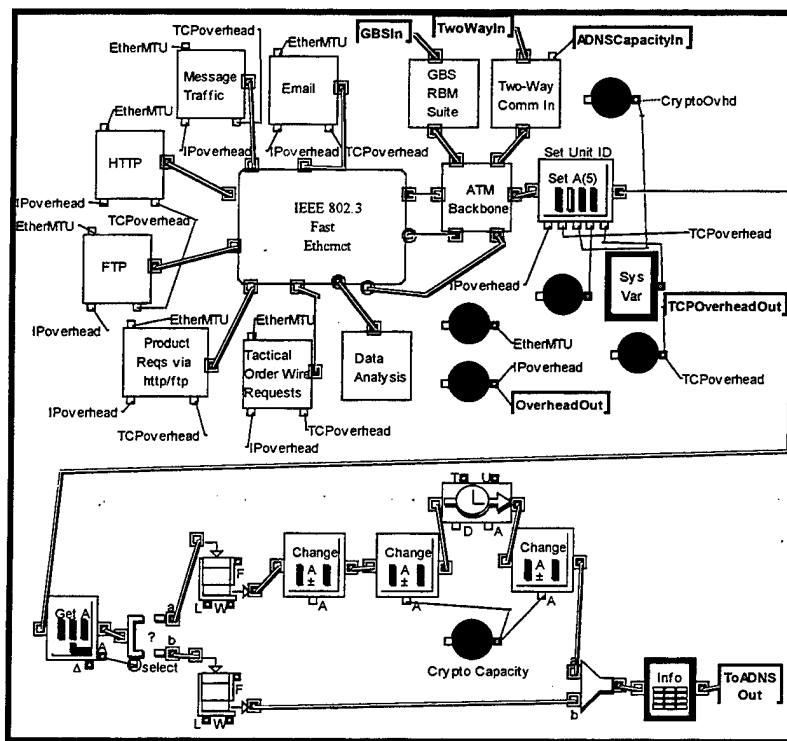 TCPoverhead
EtherMTU
EtherMTU
GBSIn
TwoWayIn
ADNSCapacityIn
Message
Traffic
Email
GBS
RBM
Suite
Two-Way
Comm In
CryptoOvhd
EtherMTU
IPoverhead
IPoverhead
TCPoverhead
Set Unit ID
HTTP
Set A(5)
ATM
Backbone
IEEE 802.3
Fast
Ethernet
IPoverhead
TCPoverhead
EtherMTU
TCPoverhead
FTP
Sys
Var
IPoverhead
TCPOverheadOut
IPoverhead
TCPoverhead
EtherMTU
EtherMTU
EtherMTU
Product
Reqs via
http/ftp
Tactical
Order Wire
Requests
Data
Analysis
IPoverhead
TCPoverhead
OverheadOut
IPoverhead
TCPoverhead
TCPoverhead
IPoverhead
T U
D A
Change
A
±
Change
A
±
Change
A
±
F
L W
A
A
A
a
Get A
?
b
A
select
Δ
Crypto Capacity
F
L W
a
b
Info
ToADNS
Out